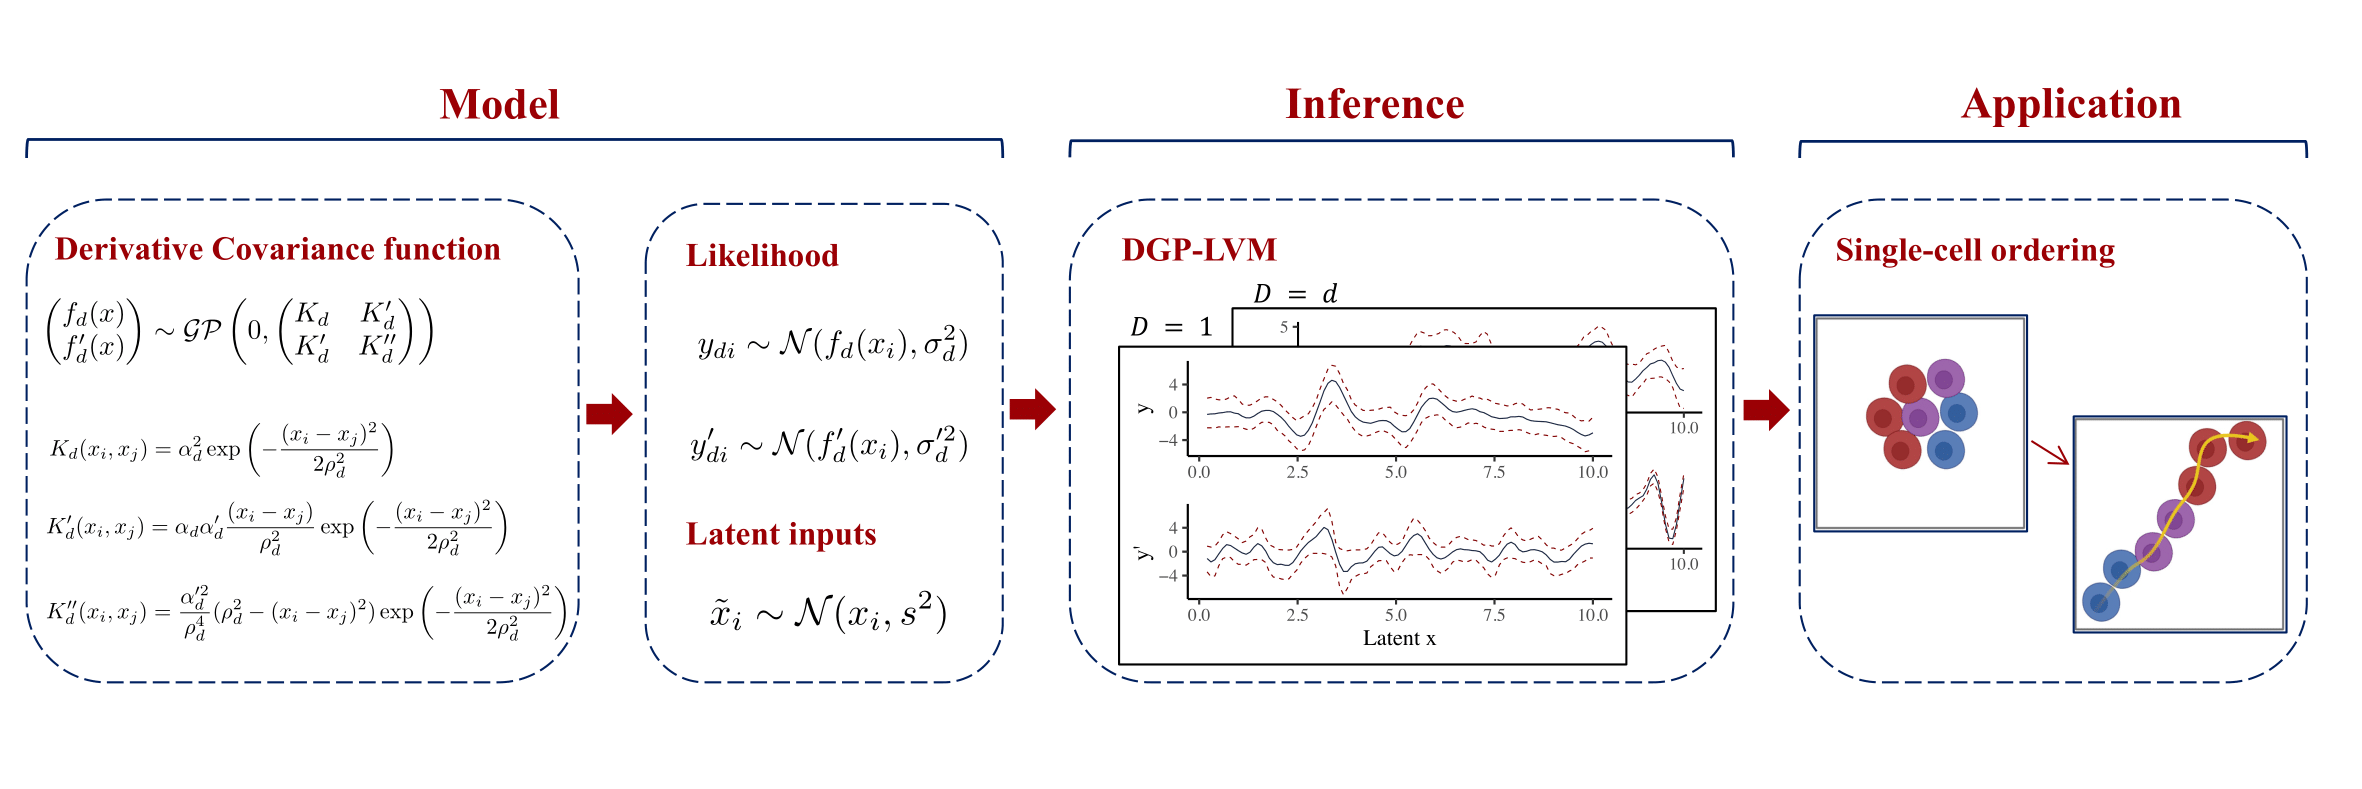 Model
Inference
Application
Derivative Covariance function
$\begin{pmatrix} f_d(x) \\ f'_d(x) \end{pmatrix} \sim \mathcal{GP}\left(0, \begin{pmatrix} K_d & K'_d \\ K'_d & K''_d \end{pmatrix}\right)$
$K_d(x_i, x_j) = \alpha_d^2 \exp\left(-\frac{(x_i - x_j)^2}{2\rho_d^2}\right)$
$K'_d(x_i, x_j) = \alpha_d \alpha'_d \frac{(x_i - x_j)}{\rho_d^2} \exp\left(-\frac{(x_i - x_j)^2}{2\rho_d^2}\right)$
$K''_d(x_i, x_j) = \frac{\alpha_d'^2}{\rho_d^4} (\rho_d^2 - (x_i - x_j)^2) \exp\left(-\frac{(x_i - x_j)^2}{2\rho_d^2}\right)$
Likelihood
$y_{di} \sim \mathcal{N}(f_d(x_i), \sigma_d^2)$
$y'_{di} \sim \mathcal{N}(f'_d(x_i), \sigma_d'^2)$
Latent inputs
$\tilde{x}_i \sim \mathcal{N}(x_i, s^2)$
DGP-LVM
D = d
5
10.0
10.0
D = 1
y
4
0
−4
0.0 2.5 5.0 7.5 10.0
y'
4
0
−4
0.0 2.5 5.0 7.5 10.0
Latent x
Single-cell ordering